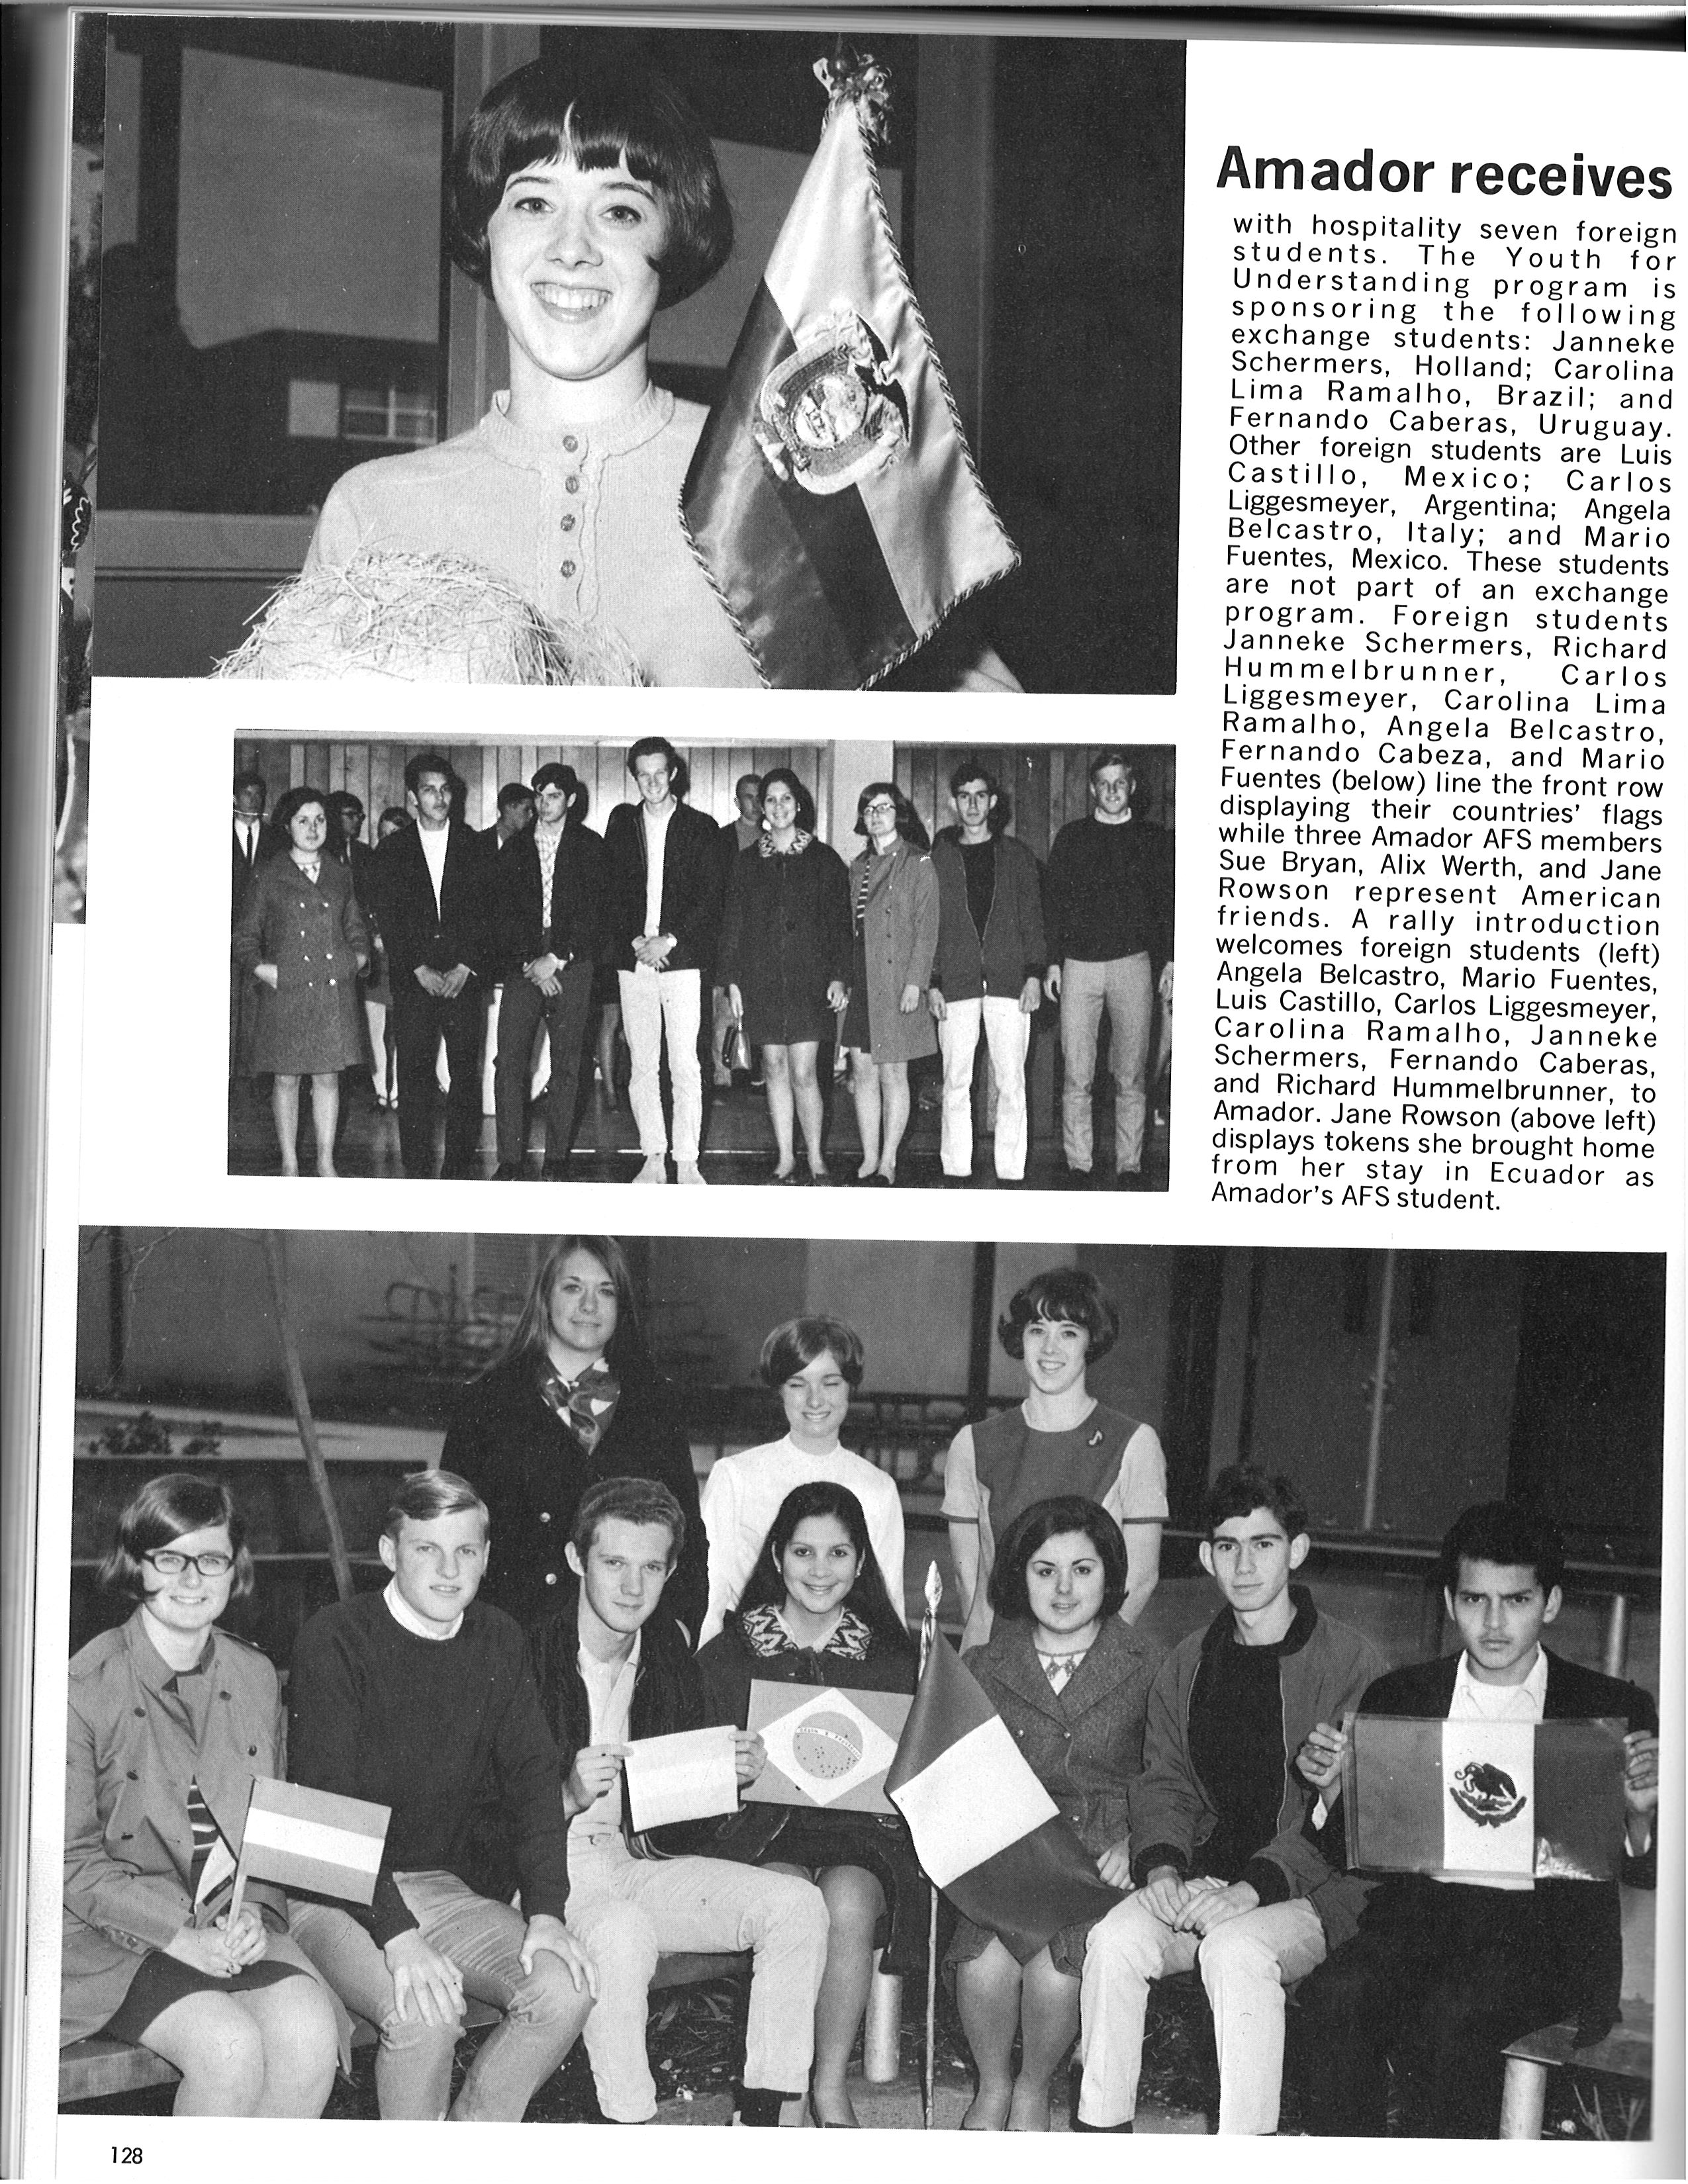 Amador receives
with hospitality seven foreign
students. The Youth for
Understanding program is
sponsoring the following
exchange students: Janneke
Schermers, Holland; Carolina
Lima Ramalho, Brazil; and
Fernando Caberas, Uruguay.
Other foreign students are Luis
Castillo, Mexico; Carlos
Liggesmeyer, Argentina; Angela
Belcastro, Italy; and Mario
Fuentes, Mexico. These students
are not part of an exchange
program. Foreign students
Janneke Schermers, Richard
Hummelbrunner, Carlos
Liggesmeyer, Carolina Lima
Ramalho, Angela Belcastro,
Fernando Cabeza, and Mario
Fuentes (below) line the front row
displaying their countries' flags
while three Amador AFS members
Sue Bryan, Alix Werth, and Jane
Rowson represent American
friends. A rally introduction
welcomes foreign students (left)
Angela Belcastro, Mario Fuentes,
Luis Castillo, Carlos Liggesmeyer,
Carolina Ramalho, Janneke
Schermers, Fernando Caberas,
and Richard Hummelbrunner, to
Amador. Jane Rowson (above left)
displays tokens she brought home
from her stay in Ecuador as
Amador's AFS student.
128